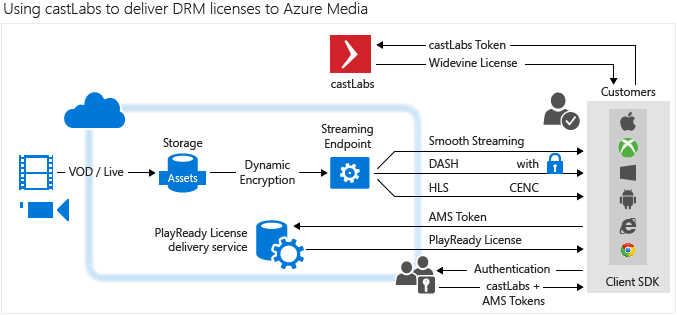 Using castLabs to deliver DRM licenses to Azure Media
castLabs Token
Widevine License
castLabs
Customers
Storage
Streaming
Endpoint
Smooth Streaming
VOD / Live
Assets
Dynamic
Encryption
DASH with
HLS CENC
AMS Token
PlayReady License
delivery service
PlayReady License
Authentication
castLabs +
AMS Tokens
Client SDK